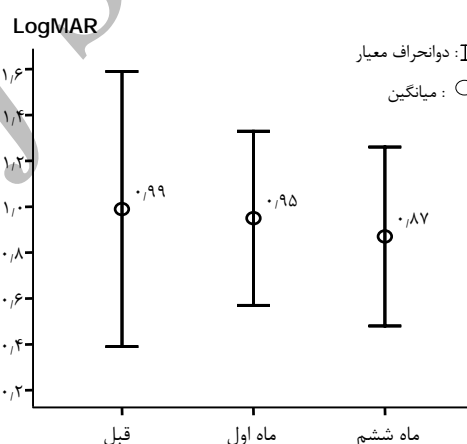 LogMAR
: دوانحراف معیار
: میانگین
۱٫۶
۱٫۴
۱٫۲
۱٫۰
۰٫۸
۰٫۶
۰٫۴
۰٫۲
۰٫۹۹
۰٫۹۵
۰٫۸۷
قبل
ماه اول
ماه ششم